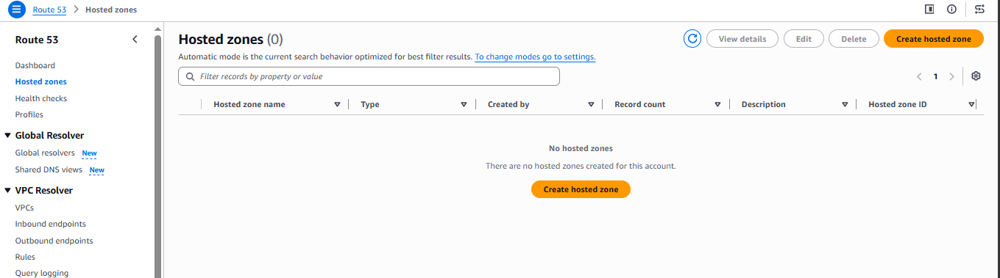 Route 53 > Hosted zones
Route 53
Dashboard
Hosted zones
Health checks
Profiles
Global Resolver
Global resolvers New
Shared DNS views New
VPC Resolver
VPCs
Inbound endpoints
Outbound endpoints
Rules
Query logging
Hosted zones (0)
View details
Edit
Delete
Create hosted zone
Automatic mode is the current search behavior optimized for best filter results. To change modes go to settings.
Filter records by property or value
1
Hosted zone name Type Created by Record count Description Hosted zone ID
No hosted zones
There are no hosted zones created for this account.
Create hosted zone